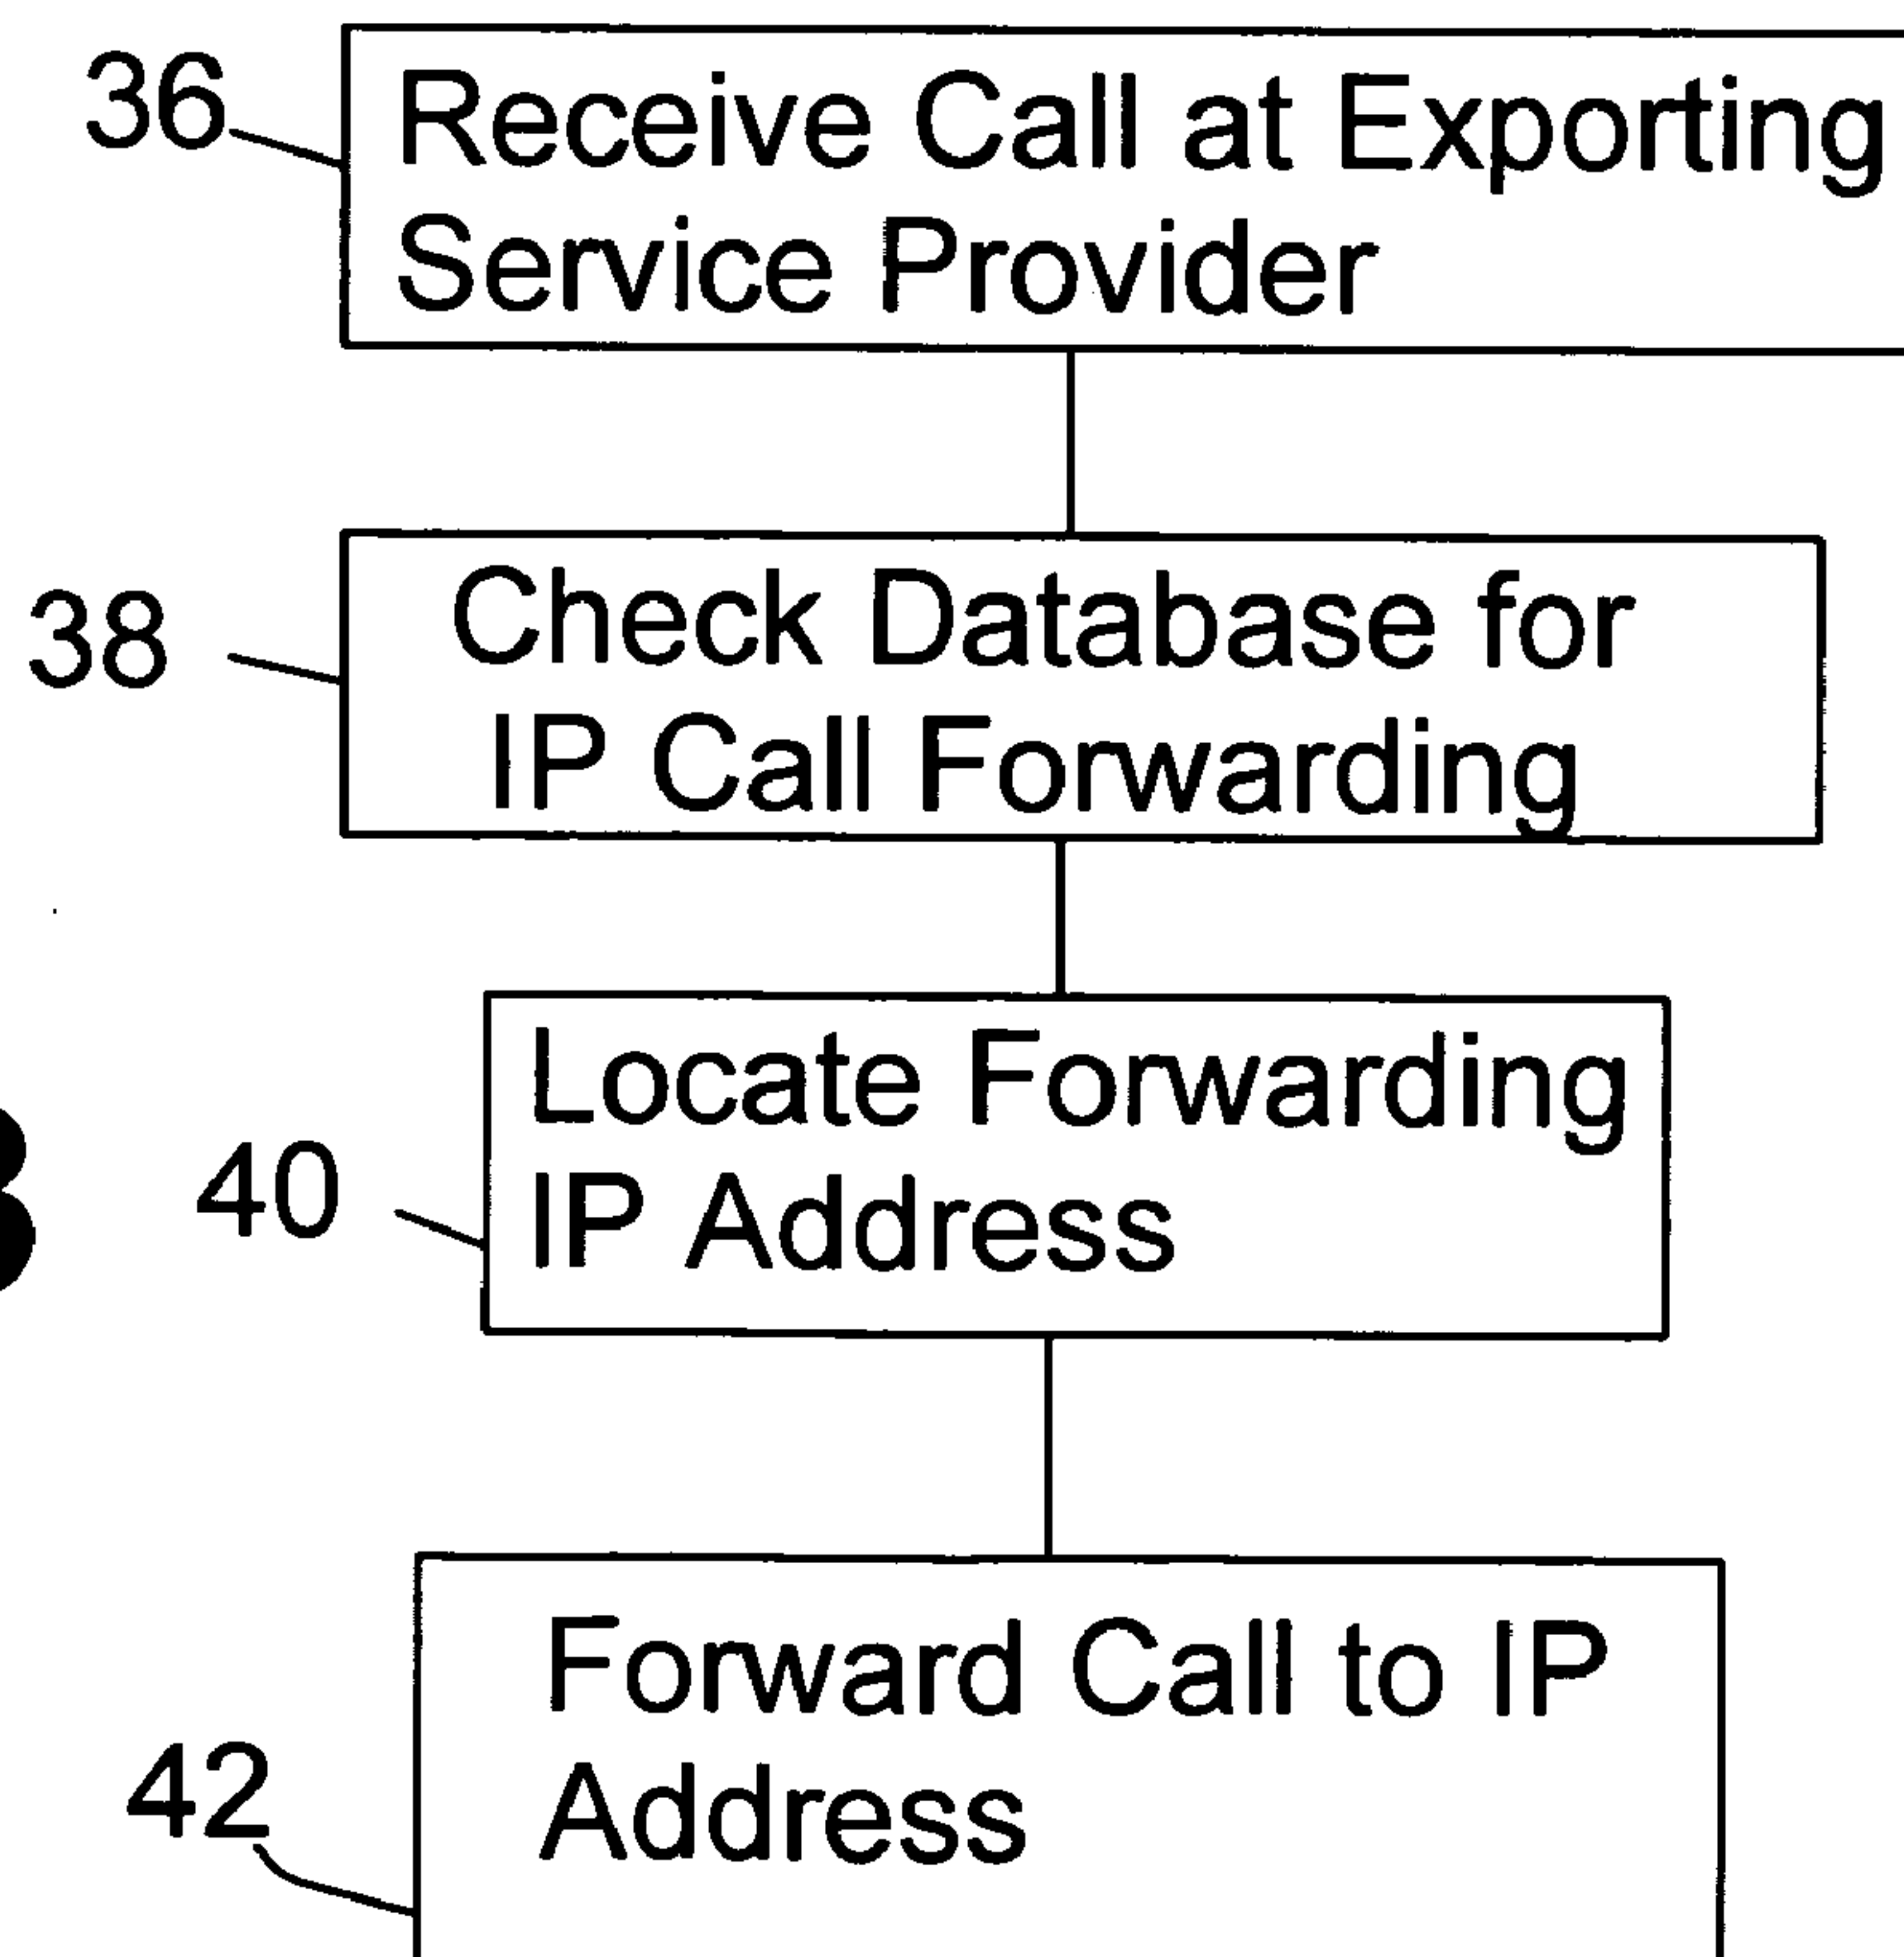 36
Receive Call at Exporting
Service Provider
38
Check Database for
IP Call Forwarding
40
Locate Forwarding
IP Address
42
Forward Call to IP
Address